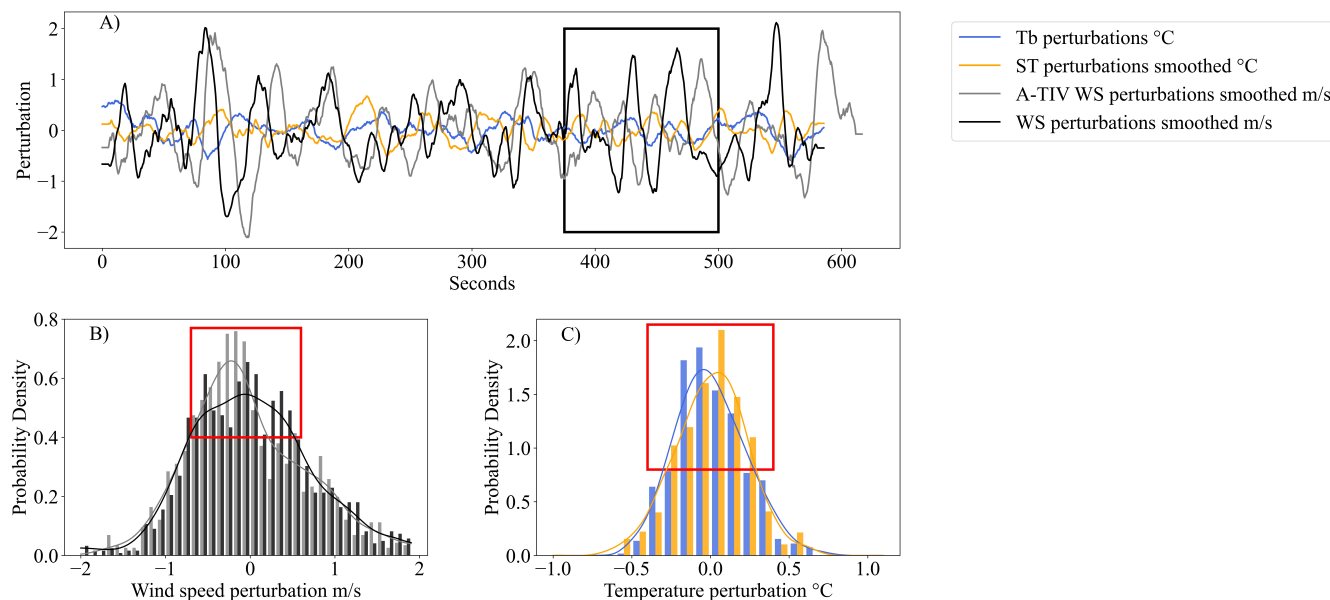 A)
2
1
0
−1
−2
Perturbation
0
100
200
300
400
500
600
Seconds
Tb perturbations °C
ST perturbations smoothed °C
A-TIV WS perturbations smoothed m/s
WS perturbations smoothed m/s
B)
0.8
0.6
0.4
0.2
0.0
Probability Density
−2
−1
0
1
2
Wind speed perturbation m/s
C)
2.0
1.5
1.0
0.5
0.0
Probability Density
−1.0
−0.5
0.0
0.5
1.0
Temperature perturbation °C